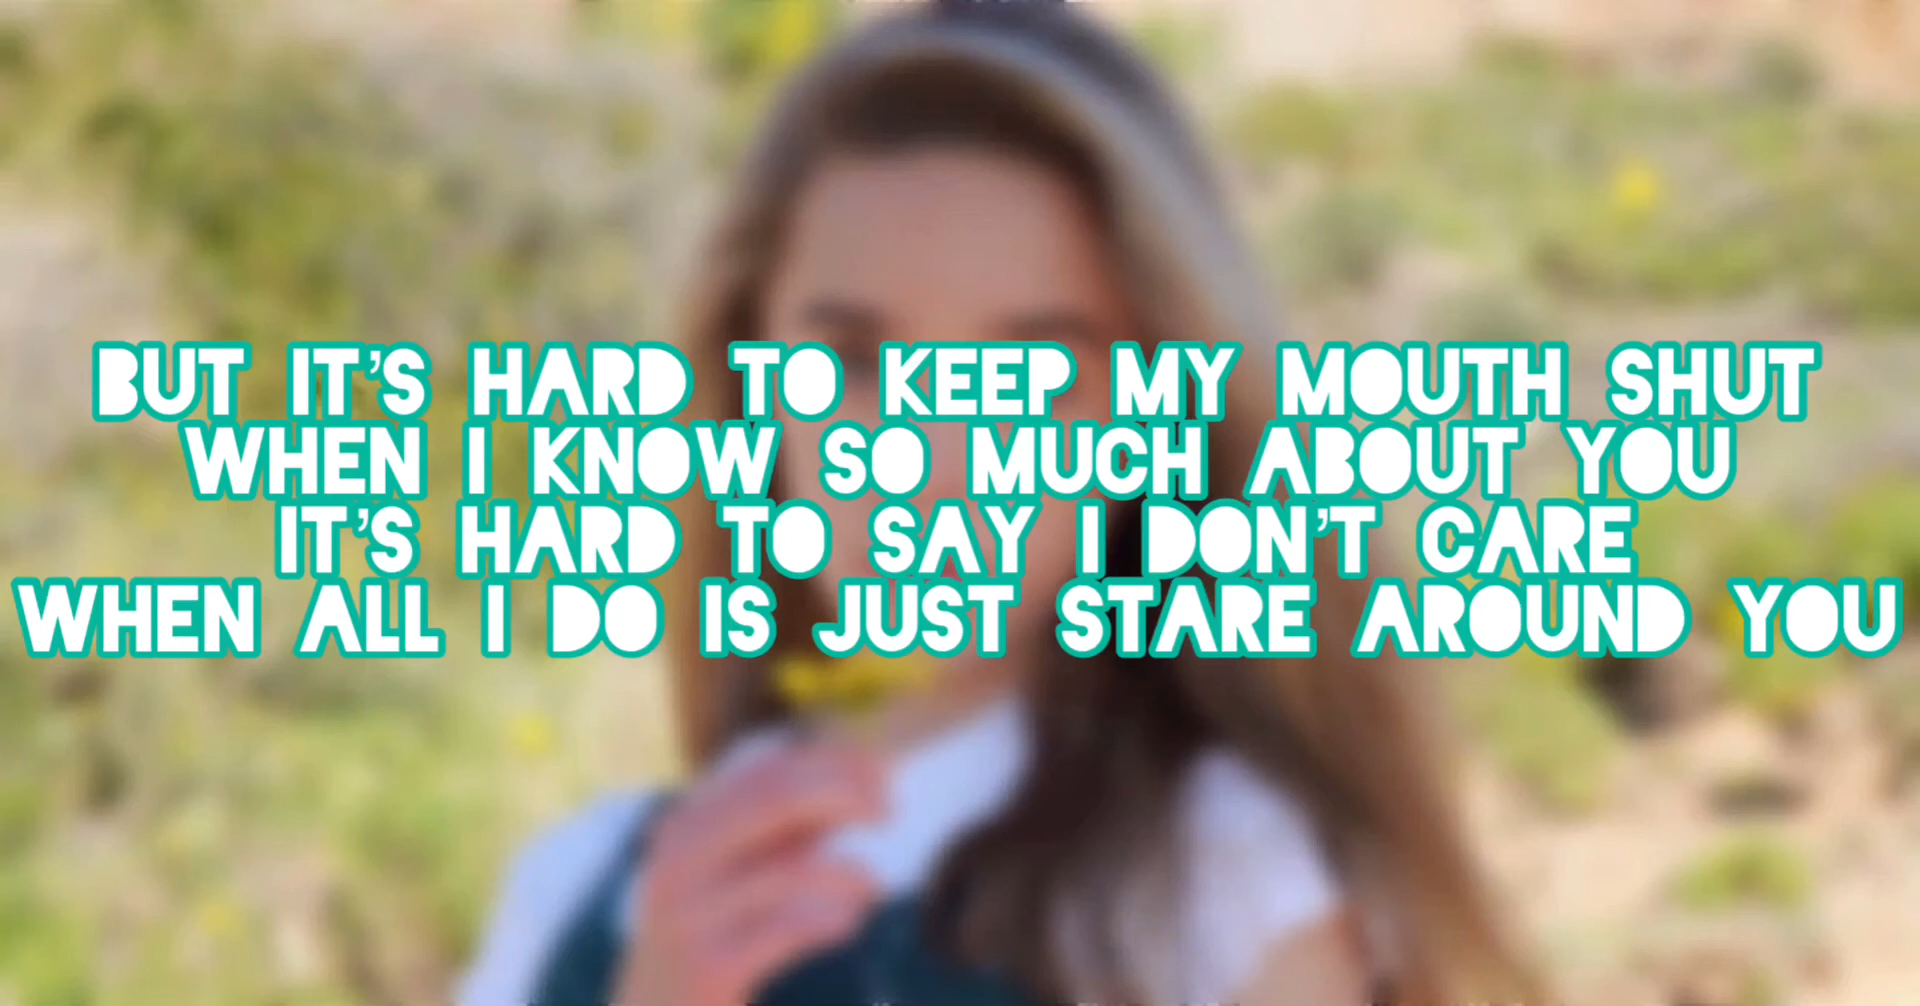 BUT IT'S HARD TO KEEP MY MOUTH SHUT
WHEN I KNOW SO MUCH ABOUT YOU
IT'S HARD TO SAY I DON'T CARE
WHEN ALL I DO IS JUST STARE AROUND YOU